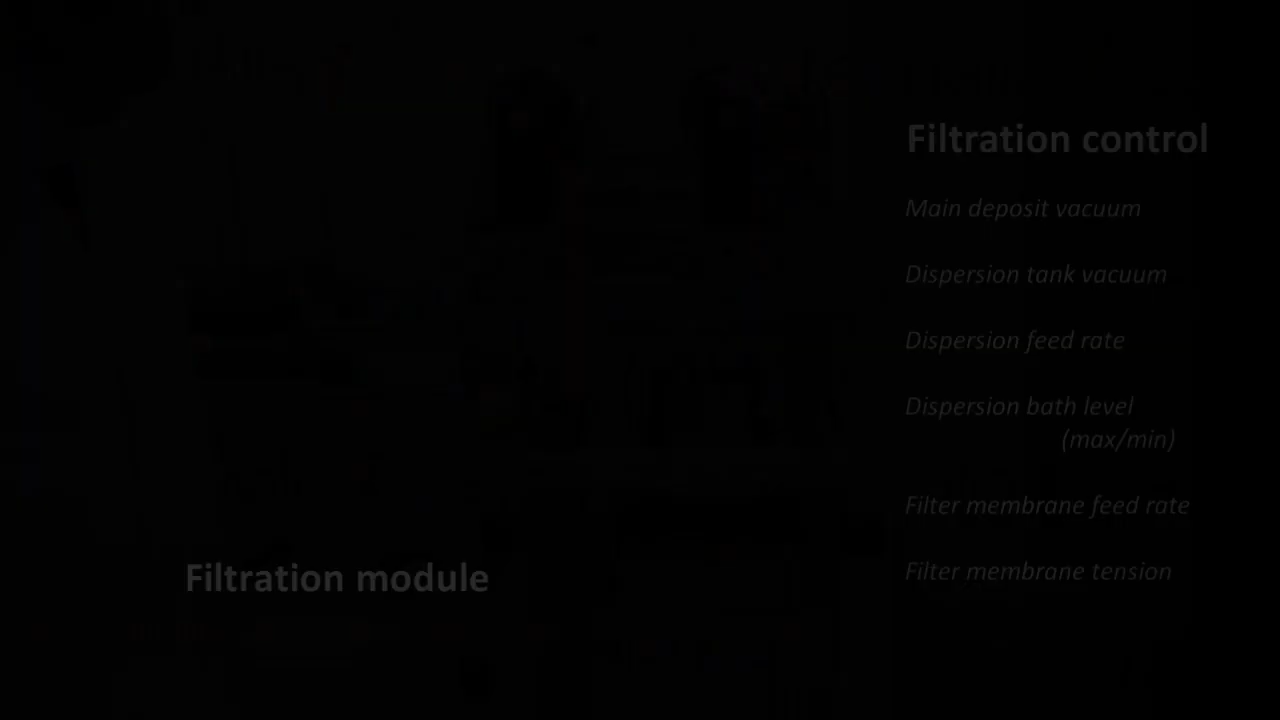 Filtration control
Main deposit vacuum
Dispersion tank vacuum
Dispersion feed rate
Dispersion bath level
(max/min)
Filter membrane feed rate
Filter membrane tension
Filtration module